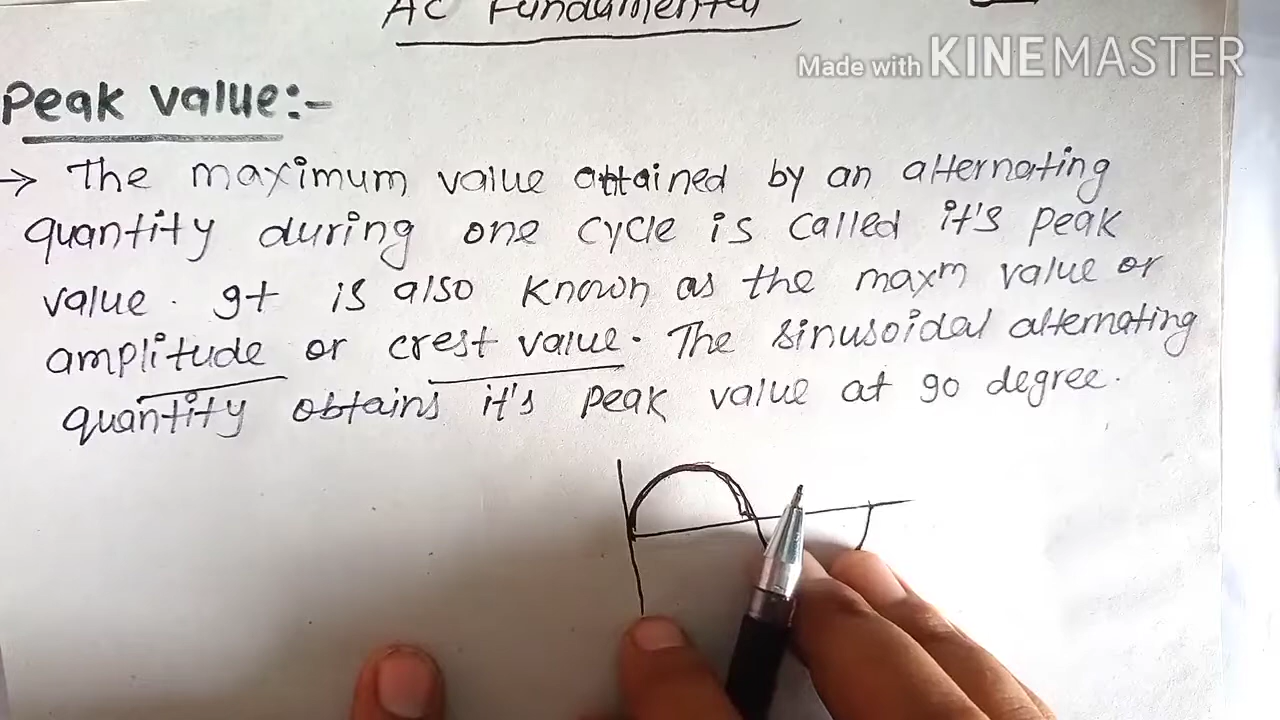 AC Fundamental
Made with KINEMASTER
Peak value:-
→ The maximum value attained by an alternating
quantity during one cycle is called it's peak
value. It is also known as the maxm value or
amplitude or crest value. The sinusoidal alternating
quantity obtains it's peak value at 90 degree.